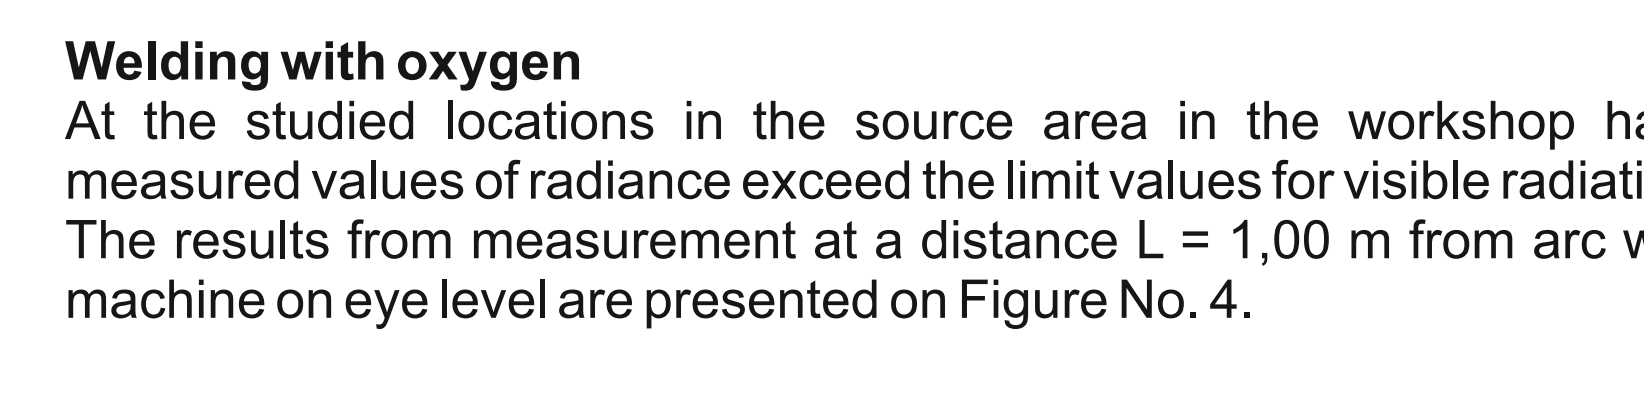 Welding with oxygen
At the studied locations in the source area in the workshop
measured values of radiance exceed the limit values for visible
The results from measurement at a distance L = 1,00 m from arc
machine on eye level are presented on Figure No. 4.